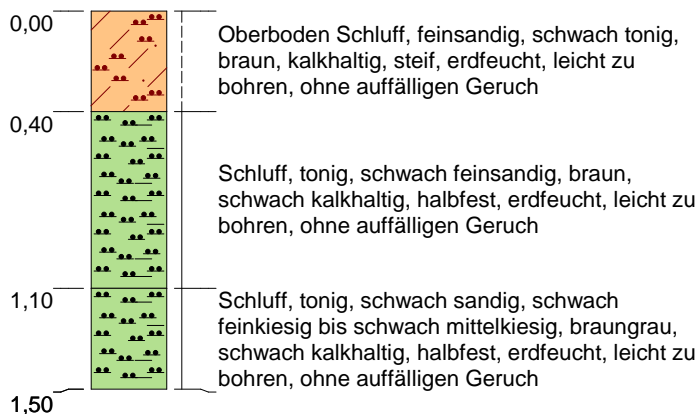 0,00
Oberboden Schluff, feinsandig, schwach tonig,
braun, kalkhaltig, steif, erdfeucht, leicht zu
bohren, ohne auffälligen Geruch
0,40
Schluff, tonig, schwach feinsandig, braun,
schwach kalkhaltig, halbfest, erdfeucht, leicht zu
bohren, ohne auffälligen Geruch
1,10
Schluff, tonig, schwach sandig, schwach
feinkiesig bis schwach mittelkiesig, braungrau,
schwach kalkhaltig, halbfest, erdfeucht, leicht zu
bohren, ohne auffälligen Geruch
1,50